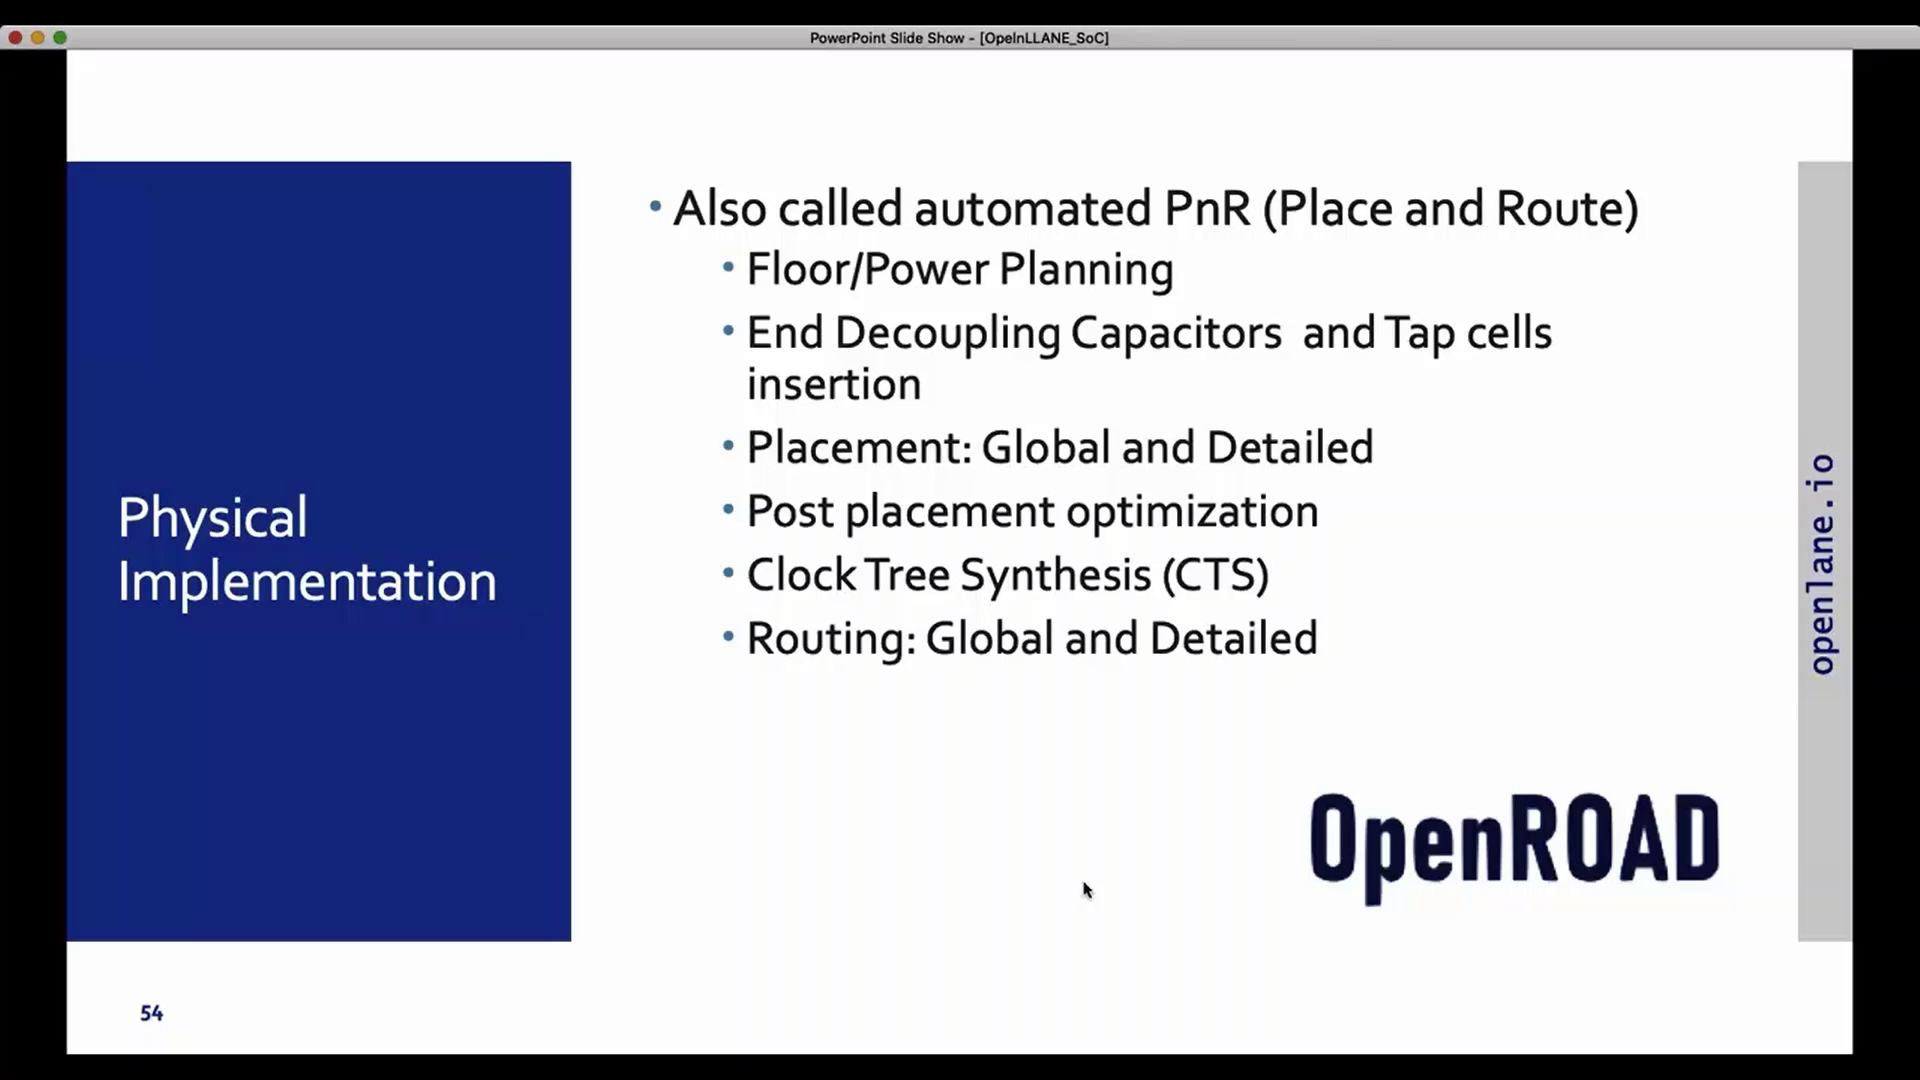 PowerPoint Slide Show - [OpeInLLANE_SoC]
Physical
Implementation
• Also called automated PnR (Place and Route)
• Floor/Power Planning
• End Decoupling Capacitors and Tap cells
insertion
• Placement: Global and Detailed
• Post placement optimization
• Clock Tree Synthesis (CTS)
• Routing: Global and Detailed
openlane.io
OpenROAD
54